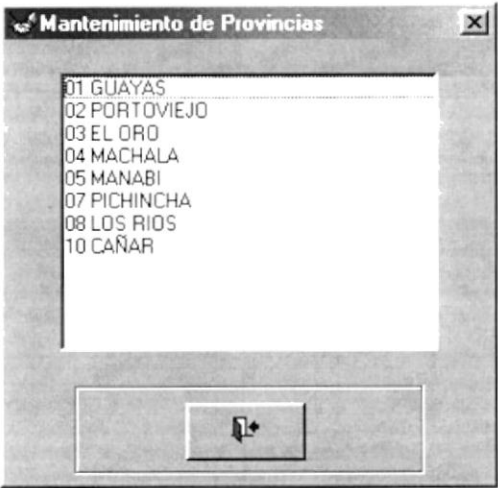 Mantenimiento de Provincias
01 GUAYAS
02 PORTOVIEJO
03 EL ORO
04 MACHALA
05 MANABI
07 PICHINCHA
08 LOS RIOS
10 CAÑAR